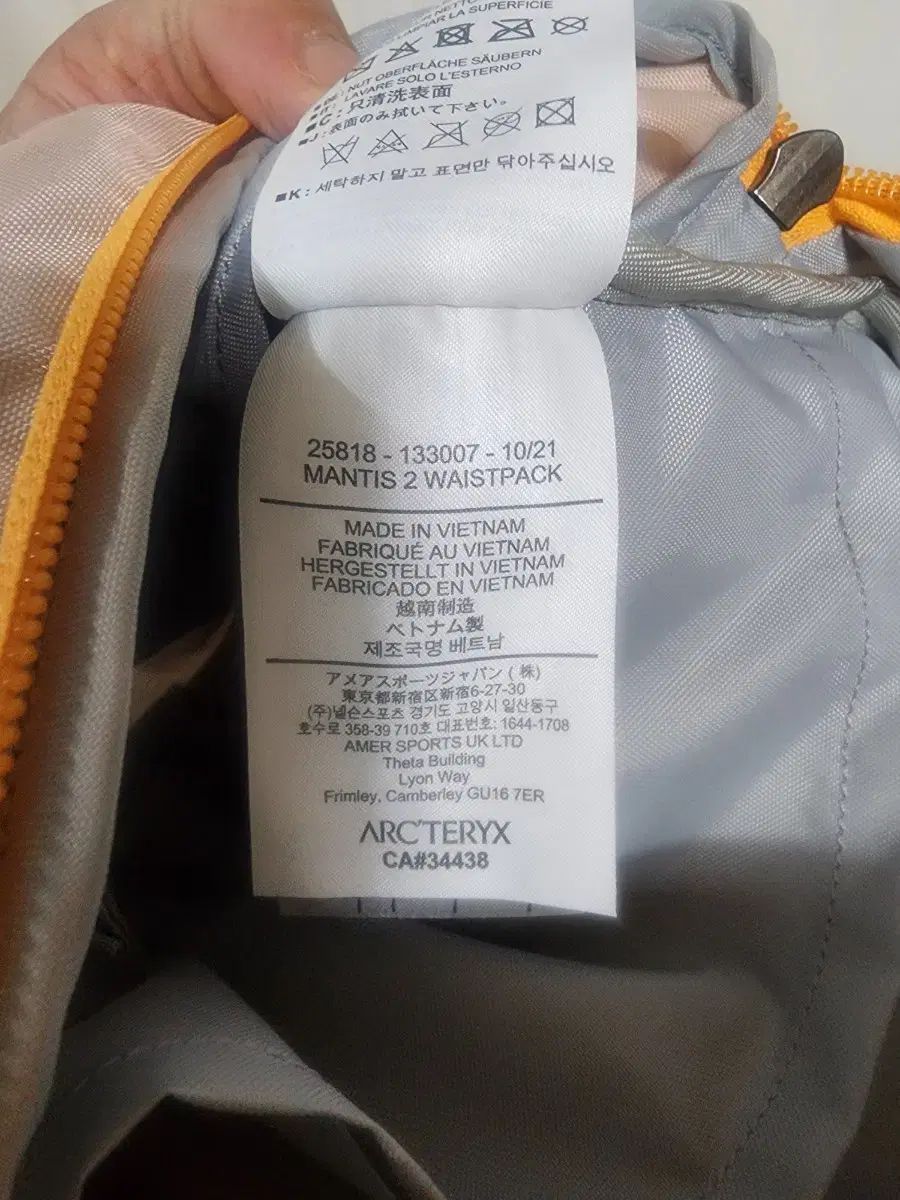 LIMPIAR LA SUPERFICIE
■DE: NUT OBERFLÄCHE SÄUBERN
■IT: LAVARE SOLO L'ESTERNO
■C: 只清洗表面
■J: 表面のみ拭いて下さい。
■K: 세탁하지 말고 표면만 닦아주십시오
25818 - 133007 - 10/21
MANTIS 2 WAISTPACK
MADE IN VIETNAM
FABRIQUÉ AU VIETNAM
HERGESTELLT IN VIETNAM
FABRICADO EN VIETNAM
越南制造
ベトナム製
제조국명 베트남
アメアスポーツジャパン (株)
東京都新宿区新宿6-27-30
(주)넬슨스포츠 경기도 고양시 일산동구
호수로 358-39 710호 대표번호: 1644-1708
AMER SPORTS UK LTD
Theta Building
Lyon Way
Frimley, Camberley GU16 7ER
ARC'TERYX
CA#34438